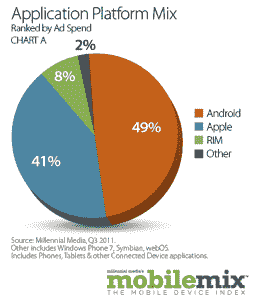 Application Platform Mix
Ranked by Ad Spend
CHART A
2%
8%
49%
41%
Android
Apple
RIM
Other
Source: Millennial Media, Q3 2011.
Other includes Windows Phone 7, Symbian, webOS.
Includes Phones, Tablets & other Connected Device applications.
millennial media's
mobilemix™
THE MOBILE DEVICE INDEX